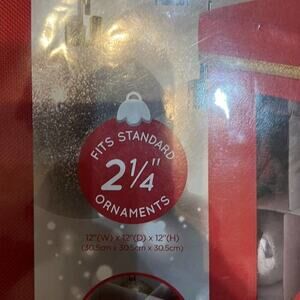 FITS STANDARD
2¼"
ORNAMENTS
12"(W) x 12"(D) x 12"(H)
(30.5cm x 30.5cm x 30.5cm)